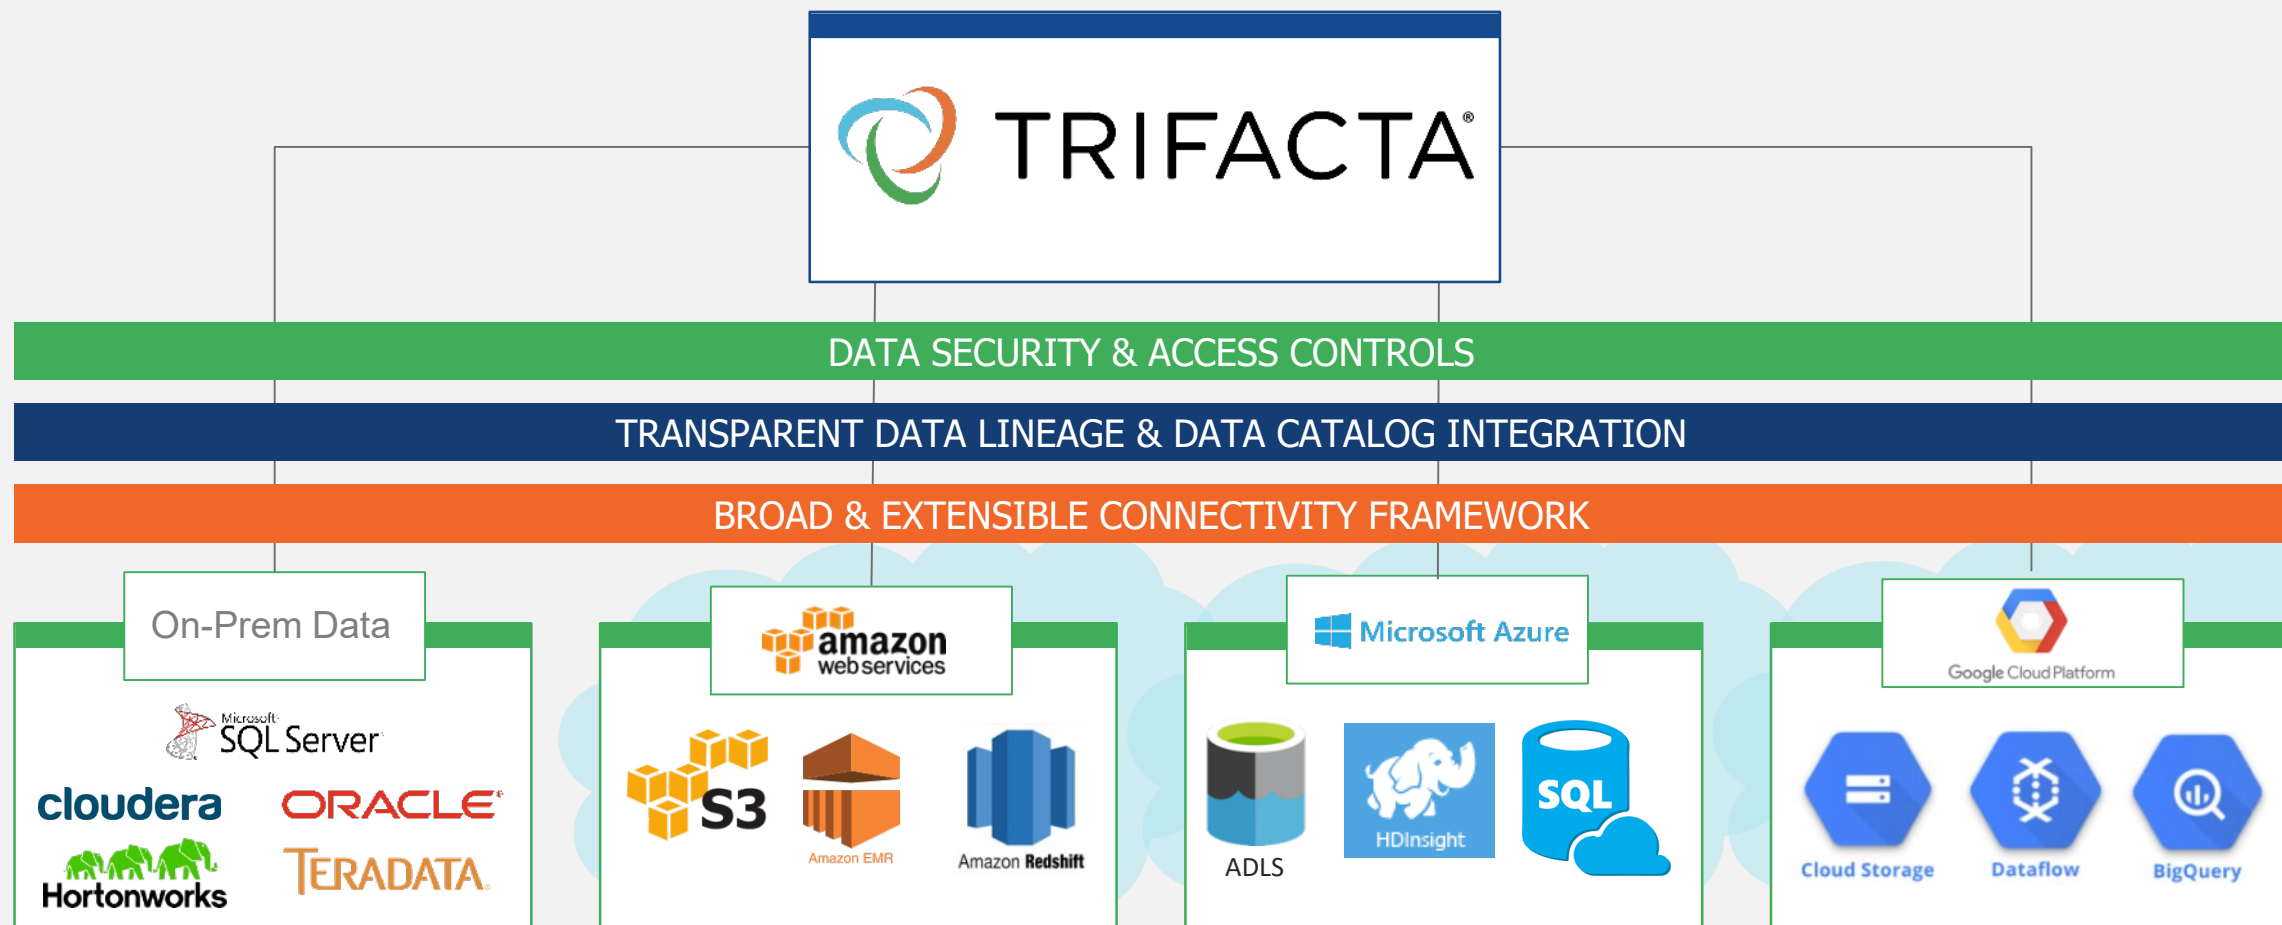 TRIFACTA®
DATA SECURITY & ACCESS CONTROLS
TRANSPARENT DATA LINEAGE & DATA CATALOG INTEGRATION
BROAD & EXTENSIBLE CONNECTIVITY FRAMEWORK
On-Prem Data
Microsoft
SQL Server
cloudera
ORACLE
Hortonworks
TERADATA
amazon
web services
S3
Amazon EMR
Amazon Redshift
Microsoft Azure
ADLS
HDInsight
SQL
Google Cloud Platform
Cloud Storage
Dataflow
BigQuery